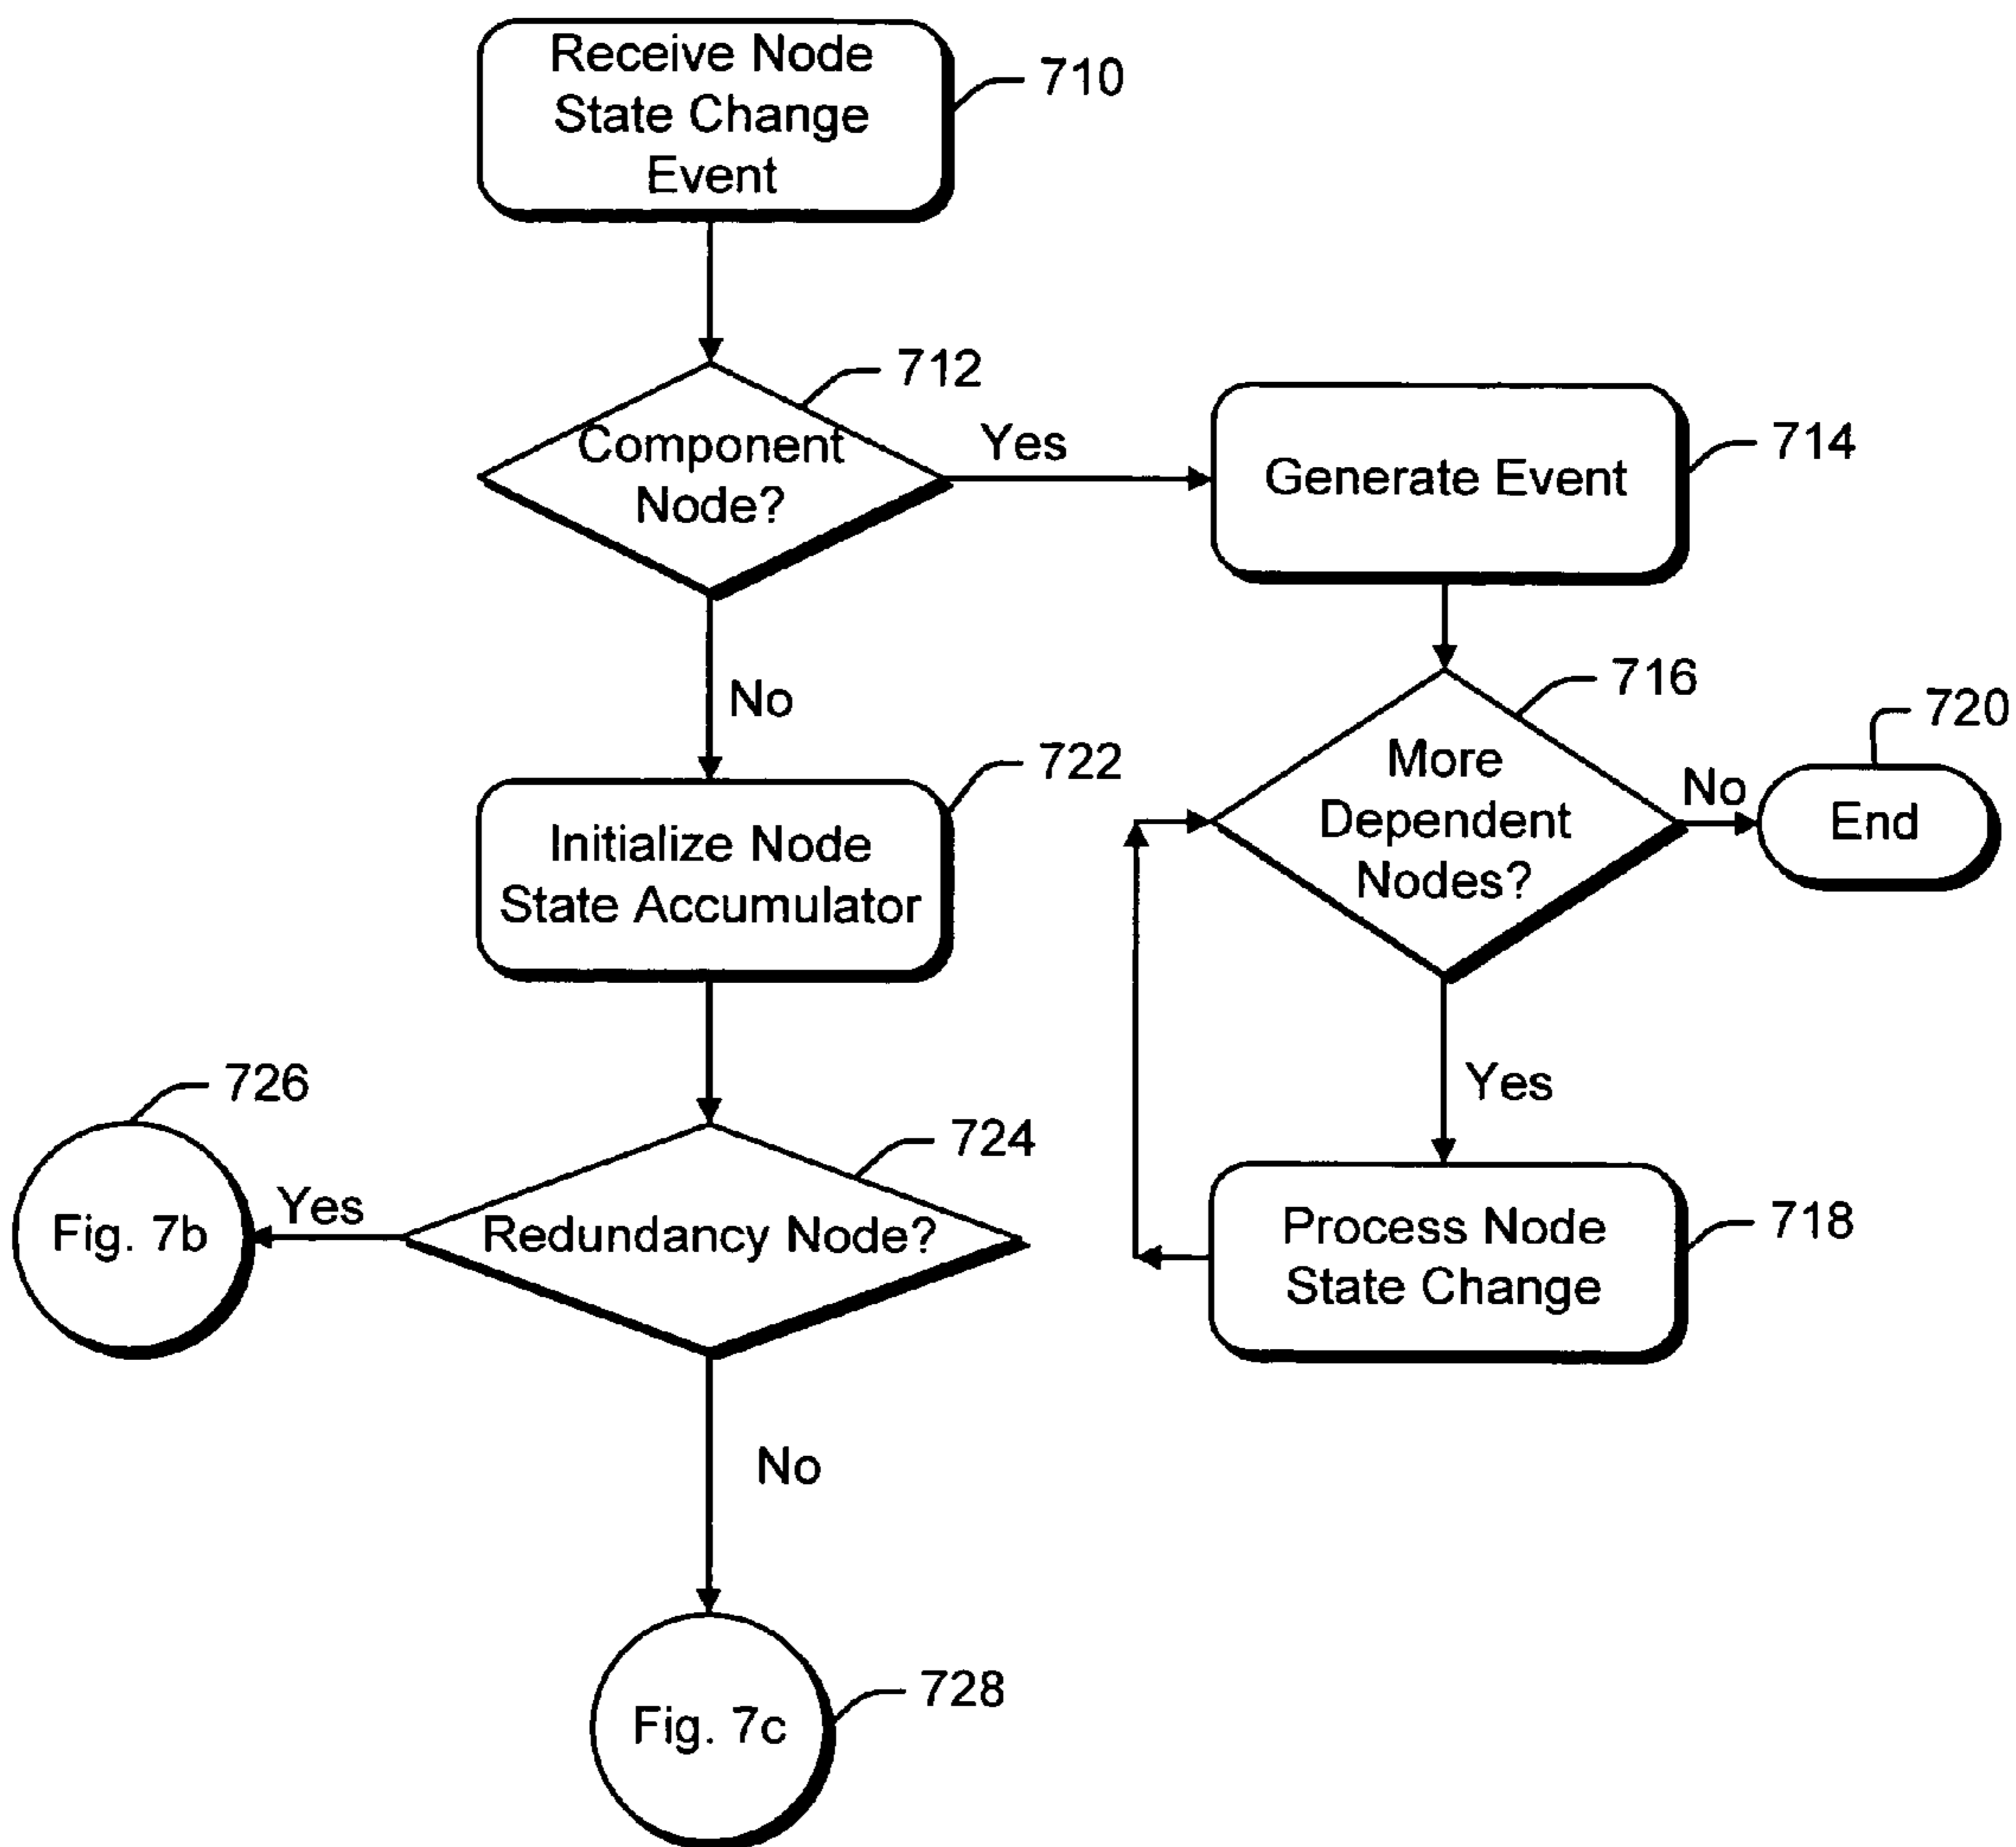 Receive Node
State Change
Event
710
712
Component
Node?
Yes
Generate Event
714
No
716
More
Dependent
Nodes?
No
720
End
722
Initialize Node
State Accumulator
Yes
726
Fig. 7b
Yes
724
Redundancy Node?
Process Node
State Change
718
No
Fig. 7c
728